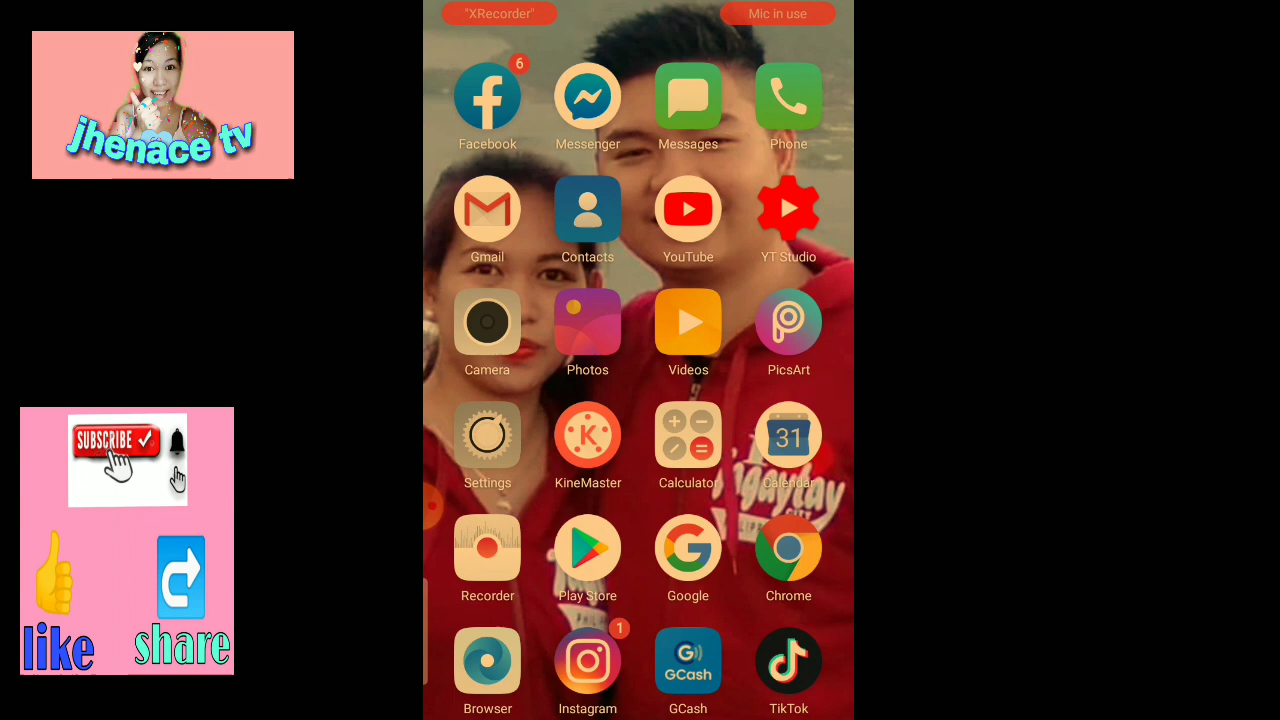 "XRecorder" Mic in use
jhenace tv
6
Facebook Messenger Messages Phone
Gmail Contacts YouTube YT Studio
Camera Photos Videos PicsArt
SUBSCRIBE
31
Settings KineMaster Calculator Calendar
Recorder Play Store Google Chrome
like share
1
GCash
Browser Instagram GCash TikTok